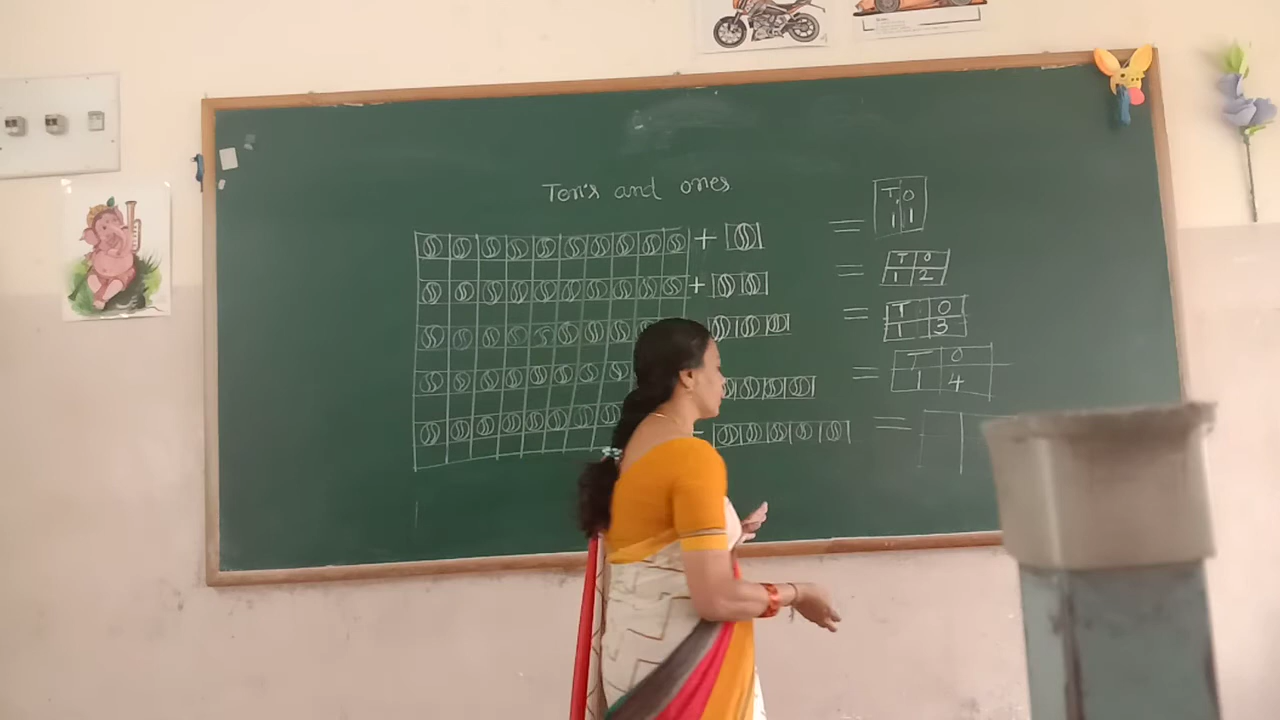 Ten's and ones
+ = T O
1 1
+ = T O
1 2
= T O
1 3
= T O
1 4
=